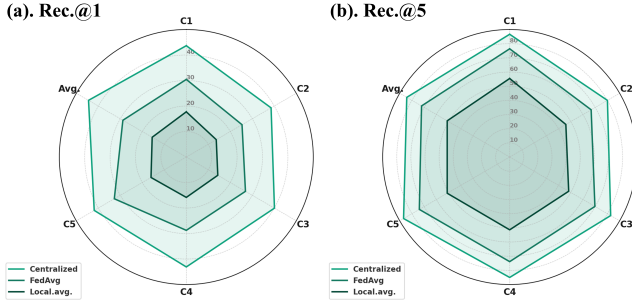 (a). Rec.@1
C1
C2
C3
C4
C5
Avg.
40
30
20
10
Centralized
FedAvg
Local.avg.
(b). Rec.@5
C1
C2
C3
C4
C5
Avg.
80
70
60
50
40
30
20
10
Centralized
FedAvg
Local.avg.